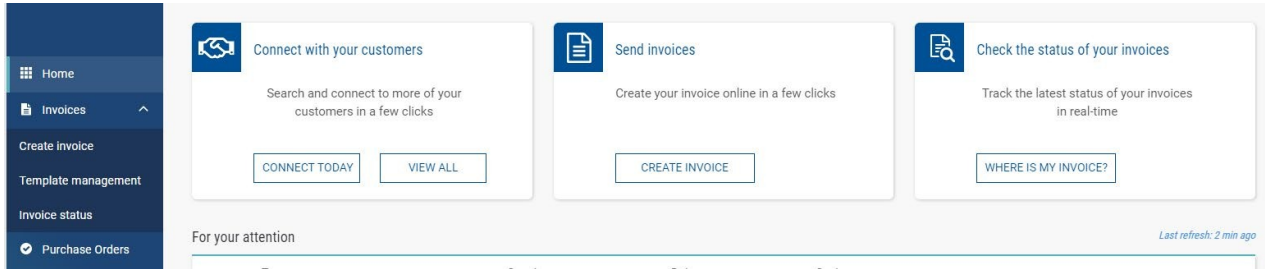 Home
Invoices
Create invoice
Template management
Invoice status
Purchase Orders
Connect with your customers
Search and connect to more of your
customers in a few clicks
CONNECT TODAY
VIEW ALL
Send invoices
Create your invoice online in a few clicks
CREATE INVOICE
Check the status of your invoices
Track the latest status of your invoices
in real-time
WHERE IS MY INVOICE?
For your attention
Last refresh: 2 min ago